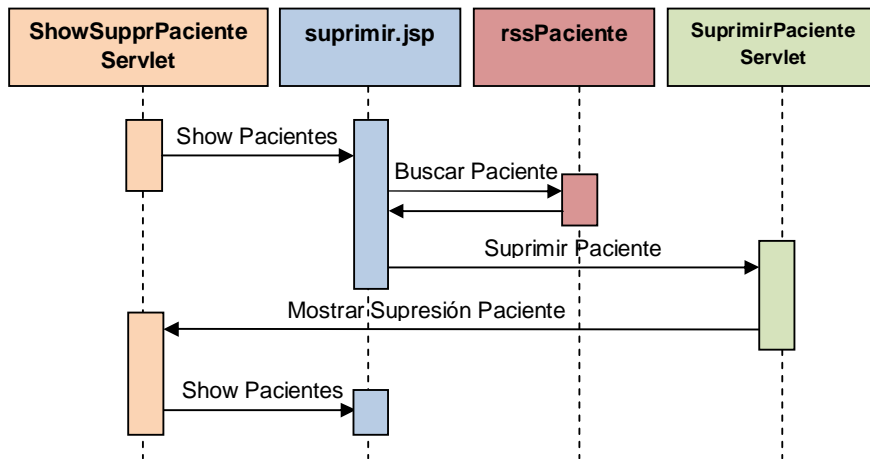 ShowSupprPaciente
Servlet
suprimir.jsp
rssPaciente
SuprimirPaciente
Servlet
Show Pacientes
Buscar Paciente
Suprimir Paciente
Mostrar Supresión Paciente
Show Pacientes